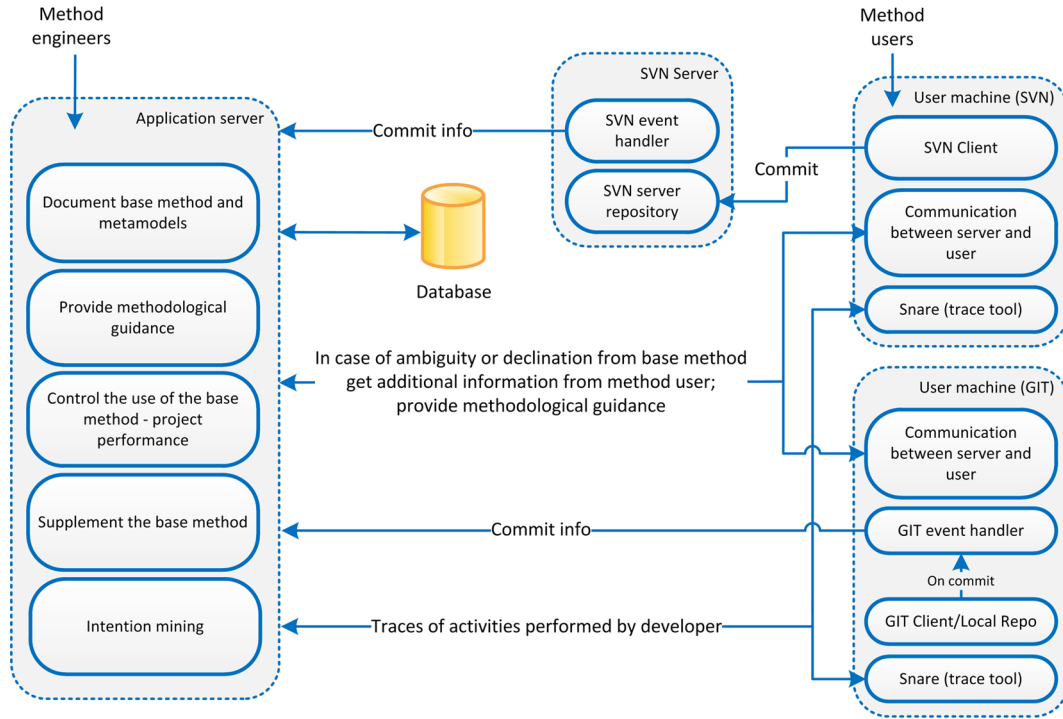 Method
engineers
Application server
Document base method and
metamodels
Provide methodological
guidance
Control the use of the base
method - project
performance
Supplement the base method
Intention mining
Commit info
Database
SVN Server
SVN event
handler
SVN server
repository
Commit
In case of ambiguity or declination from base method
get additional information from method user;
provide methodological guidance
Commit info
Traces of activities performed by developer
Method
users
User machine (SVN)
SVN Client
Communication
between server and
user
Snare (trace tool)
User machine (GIT)
Communication
between server and
user
GIT event handler
On commit
GIT Client/Local Repo
Snare (trace tool)